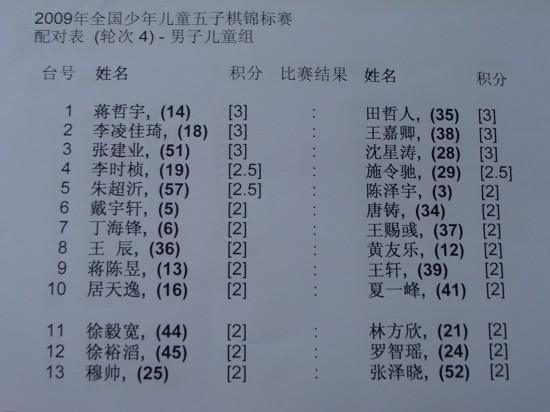 2009年全国少年儿童五子棋锦标赛
配对表 (轮次 4) - 男子儿童组
台号 姓名 积分 比赛结果 姓名 积分
1 蒋哲宇, (14) [3] : 田哲人, (35) [3]
2 李凌佳琦, (18) [3] : 王嘉卿, (38) [3]
3 张建业, (51) [3] : 沈星涛, (28) [3]
4 李时桢, (19) [2.5] : 施令驰, (29) [2.5]
5 朱超沂, (57) [2.5] : 陈泽宇, (3) [2]
6 戴宇轩, (5) [2] : 唐铸, (34) [2]
7 丁海锋, (6) [2] : 王赐彧, (37) [2]
8 王 辰, (36) [2] : 黄友乐, (12) [2]
9 蒋陈昱, (13) [2] : 王轩, (39) [2]
10 居天逸, (16) [2] : 夏一峰, (41) [2]
11 徐毅宽, (44) [2] : 林方欣, (21) [2]
12 徐裕滔, (45) [2] : 罗智瑶, (24) [2]
13 穆帅, (25) [2] : 张泽晓, (52) [2]